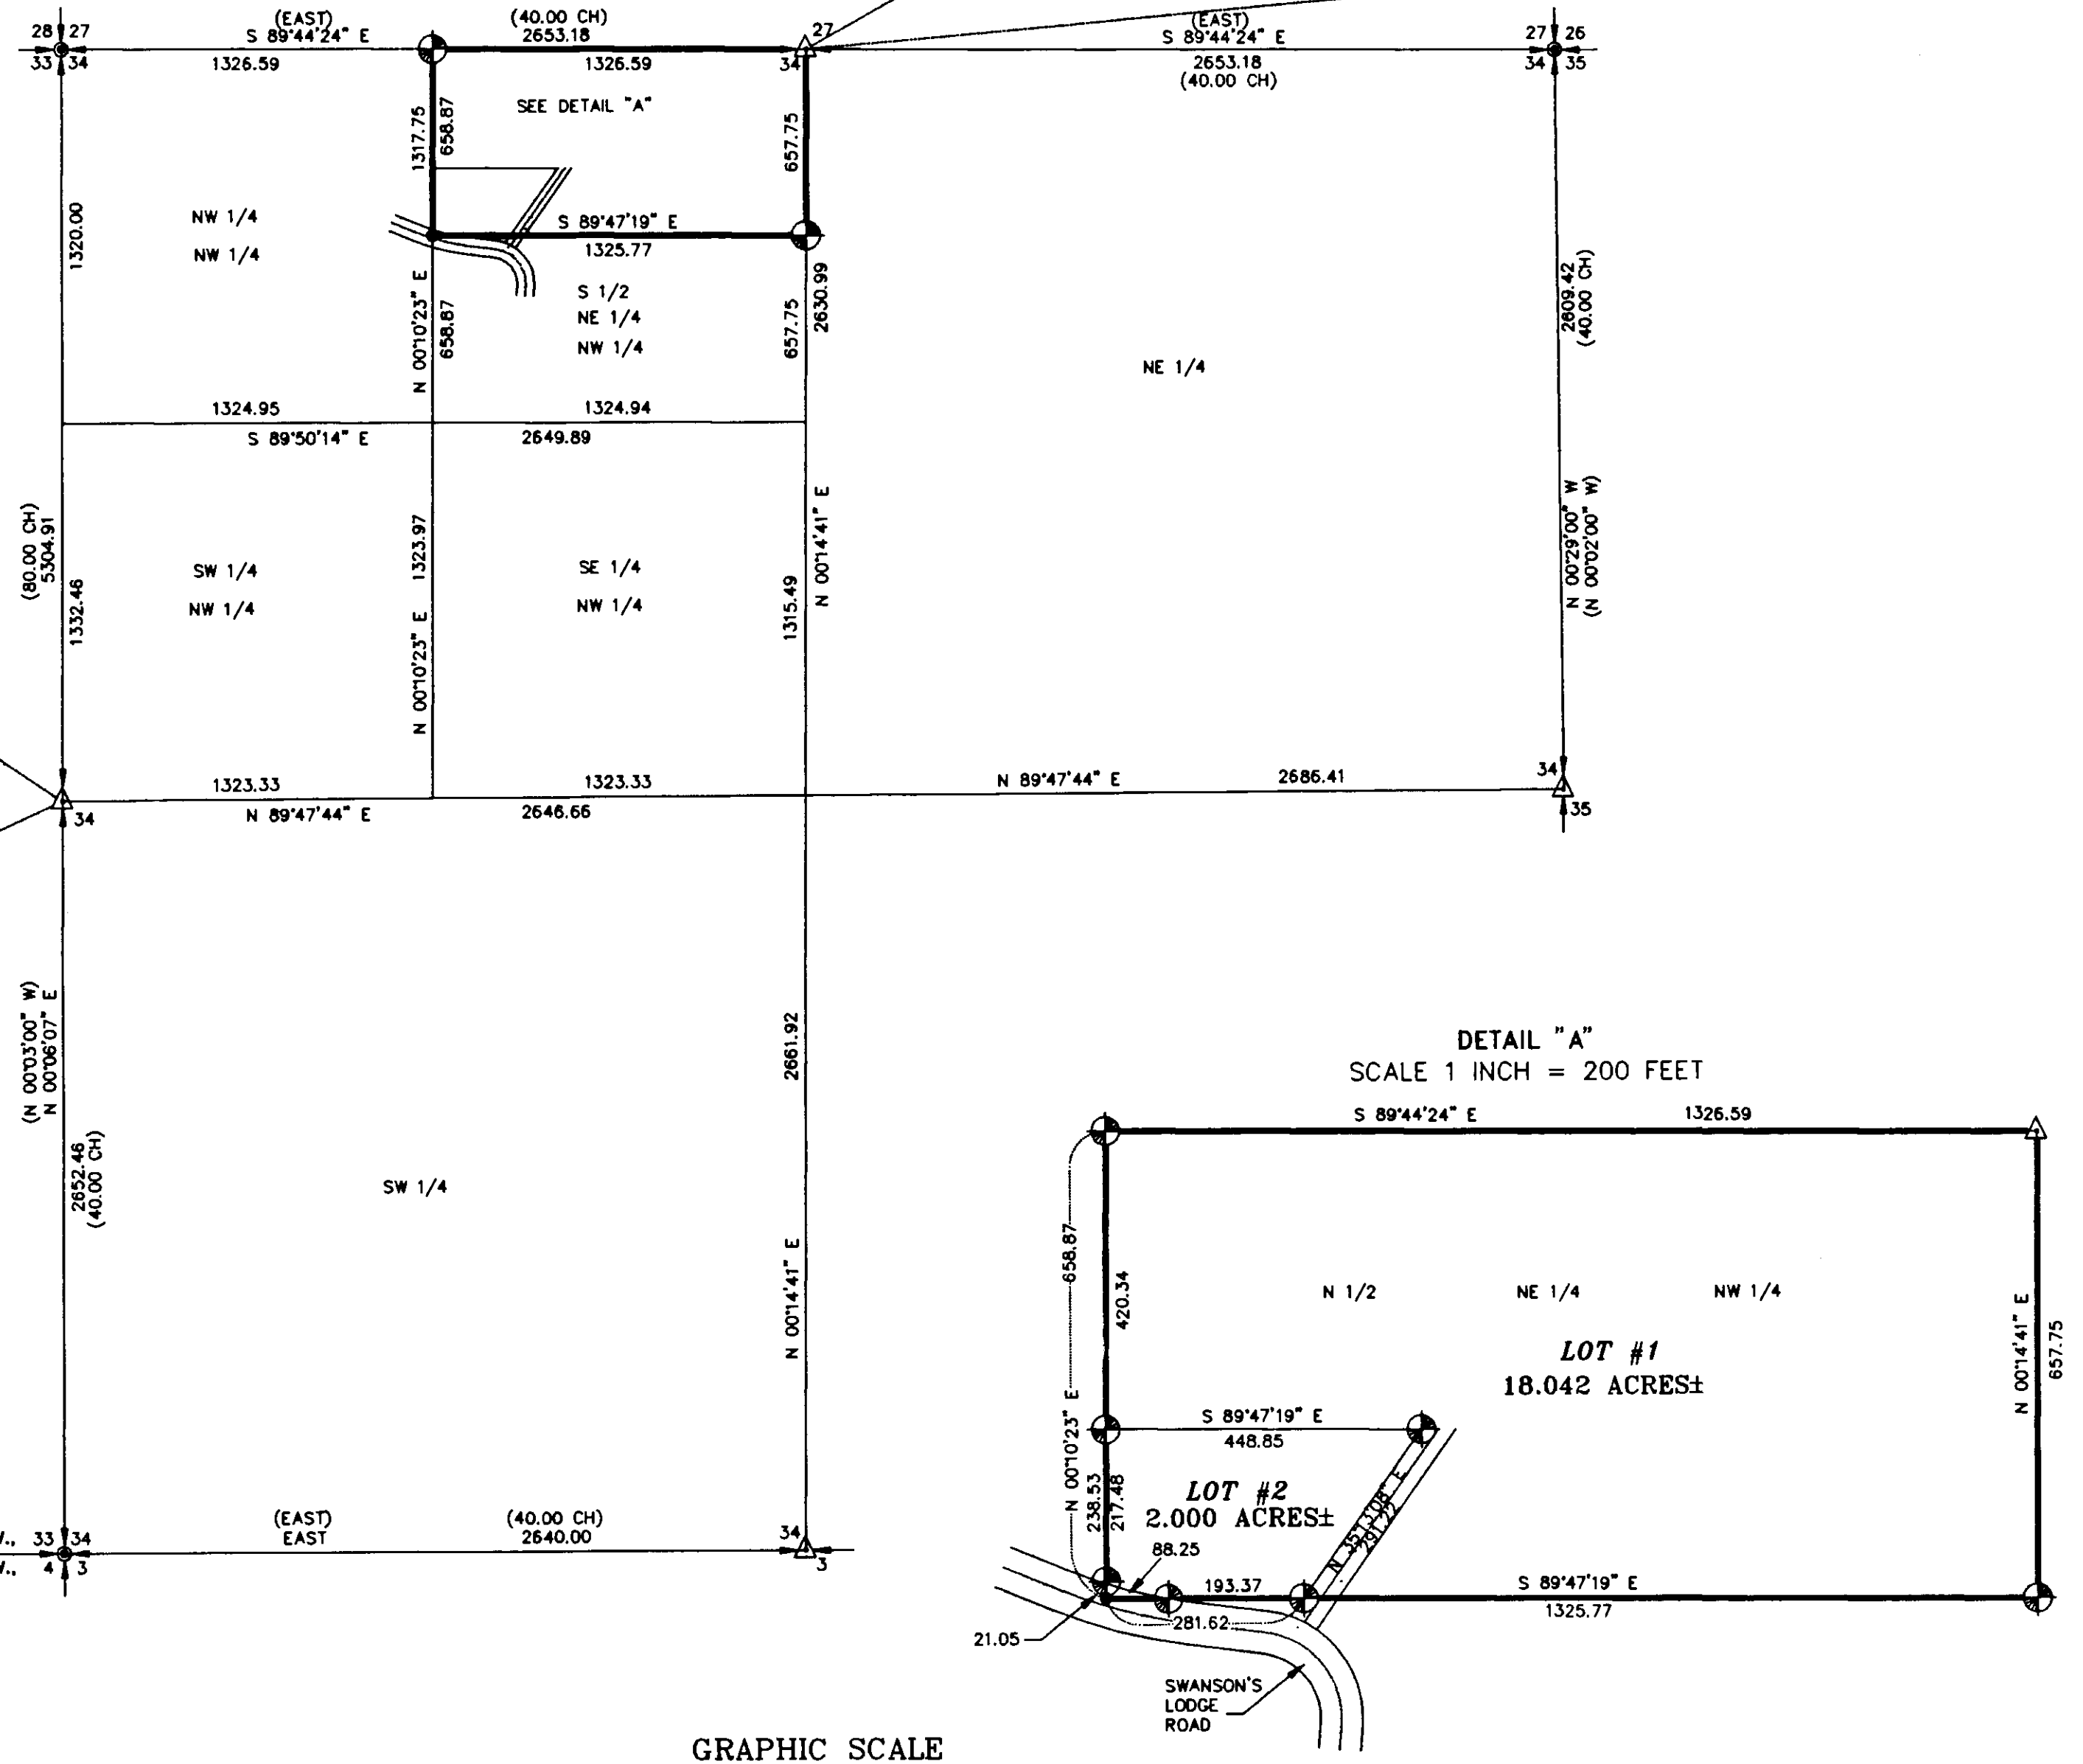 (EAST)
S 89°44'24" E
(40.00 CH)
2653.18
(EAST)
S 89°44'24" E
28 27
33 34
1326.59
1326.59
27
34
2653.18
(40.00 CH)
27 26
34 35
SEE DETAIL "A"
1317.75
658.87
657.75
1320.00
NW 1/4
NW 1/4
S 89°47'19" E
1325.77
N 00°10'23" E
658.87
S 1/2
NE 1/4
NW 1/4
657.75
2630.99
NE 1/4
2609.42
(40.00 CH)
1324.95
1324.94
S 89°50'14" E
2649.89
(80.00 CH)
5304.91
1332.46
SW 1/4
NW 1/4
1323.97
N 00°10'23" E
SE 1/4
NW 1/4
1315.49
N 00°14'41" E
N 00°29'00" W
(N 00°02'00" W)
1323.33
1323.33
N 89°47'44" E
2686.41
34
35
34
N 89°47'44" E
2646.66
(N 00°03'00" W)
N 00°06'07" E
2652.46
(40.00 CH)
SW 1/4
2661.92
N 00°14'41" E
(EAST)
EAST
(40.00 CH)
2640.00
33 34
4 3
34
3
DETAIL "A"
SCALE 1 INCH = 200 FEET
S 89°44'24" E
1326.59
658.87
N 00°10'23" E
420.34
N 1/2
NE 1/4
NW 1/4
LOT #1
18.042 ACRES±
N 00°14'41" E
657.75
S 89°47'19" E
448.85
238.53
217.48
LOT #2
2.000 ACRES±
291.22
88.25
193.37
S 89°47'19" E
1325.77
281.62
21.05
SWANSON'S
LODGE
ROAD
GRAPHIC SCALE